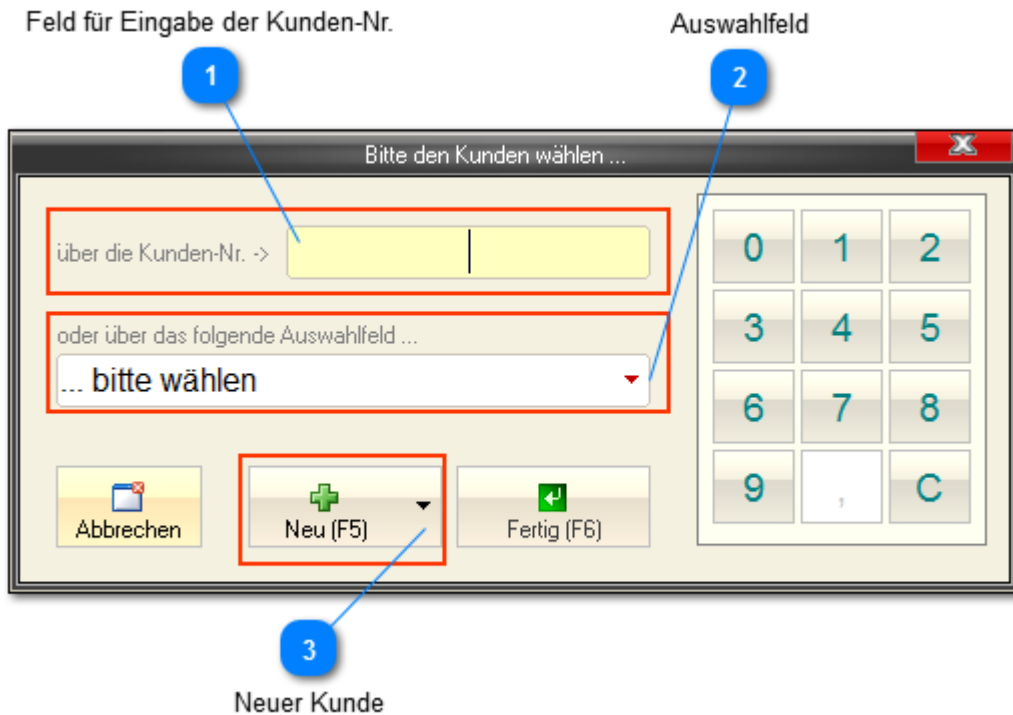 Feld für Eingabe der Kunden-Nr.
Auswahlfeld
1
2
Bitte den Kunden wählen ...
über die Kunden-Nr. ->
oder über das folgende Auswahlfeld ...
... bitte wählen
Abbrechen
Neu (F5)
Fertig (F6)
0 1 2
3 4 5
6 7 8
9 , C
3
Neuer Kunde